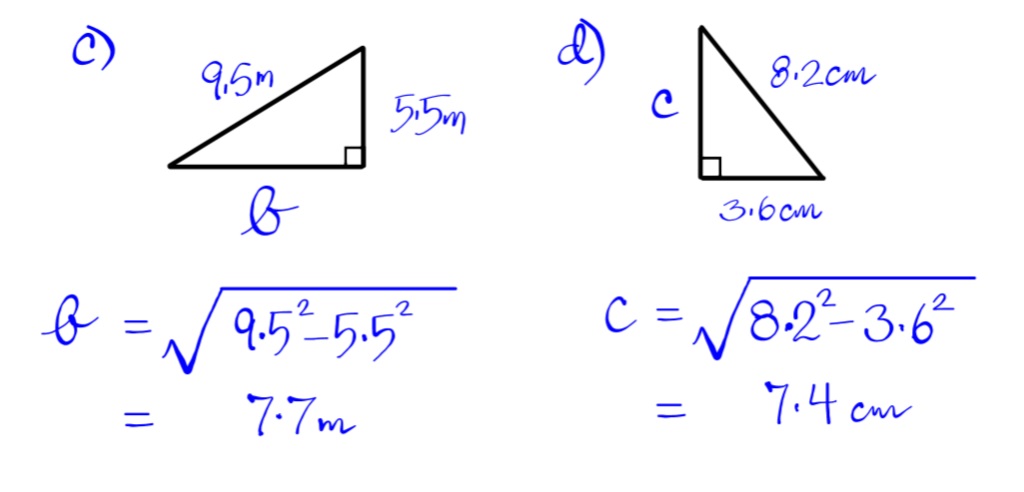 c)
9.5m
5.5m
b
b = √9.5²-5.5²
= 7.7m
d)
8.2cm
c
3.6cm
c = √8.2²-3.6²
= 7.4 cm